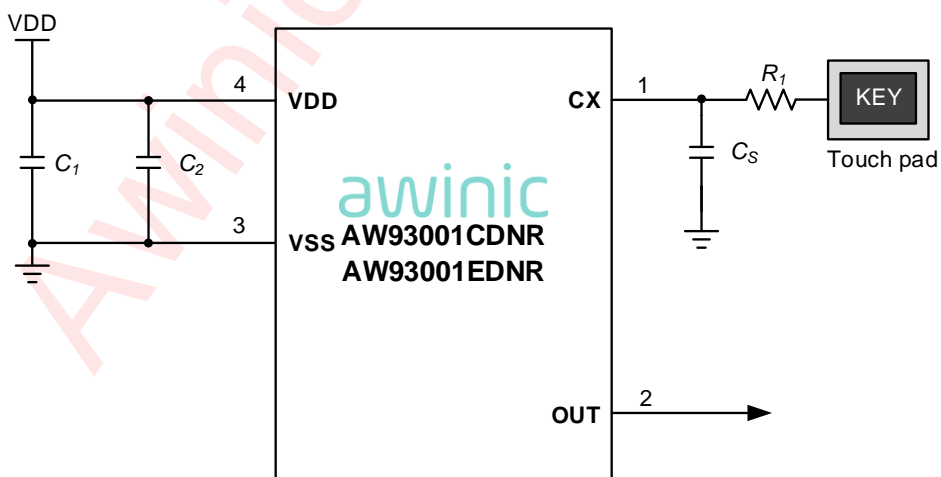 Awinic
VDD
4
VDD
C1
C2
3
VSS
awinic
AW93001CDNR
AW93001EDNR
CX
1
R1
KEY
Touch pad
CS
OUT
2